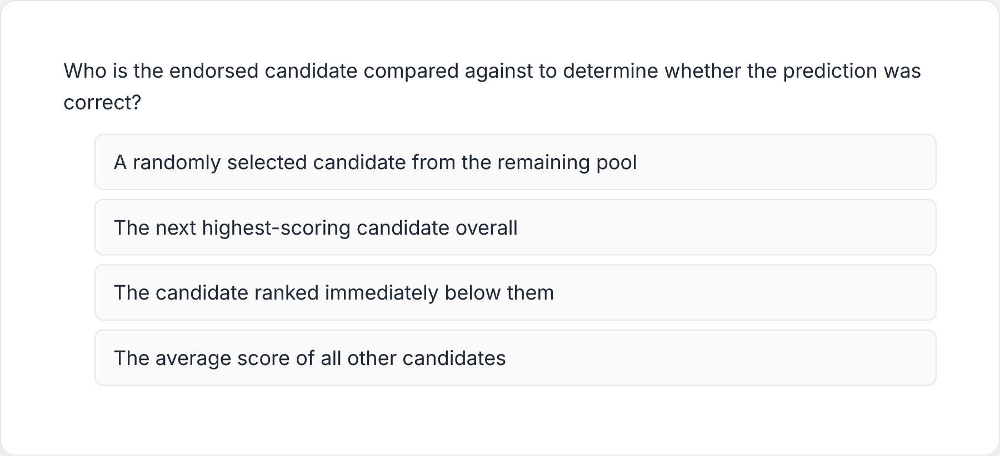 Who is the endorsed candidate compared against to determine whether the prediction was
correct?
A randomly selected candidate from the remaining pool
The next highest-scoring candidate overall
The candidate ranked immediately below them
The average score of all other candidates